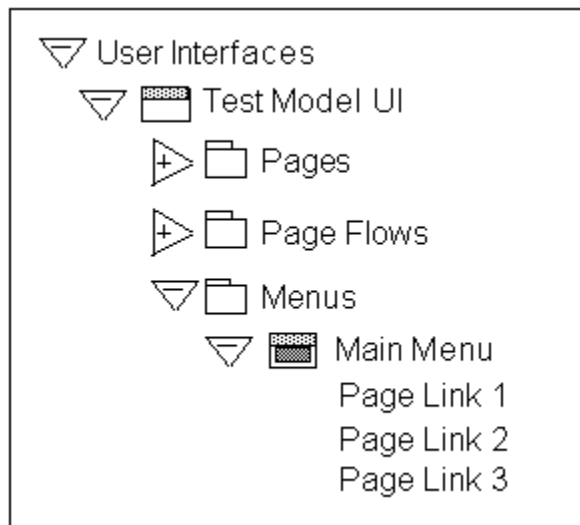 User Interfaces
Test Model UI
Pages
Page Flows
Menus
Main Menu
Page Link 1
Page Link 2
Page Link 3